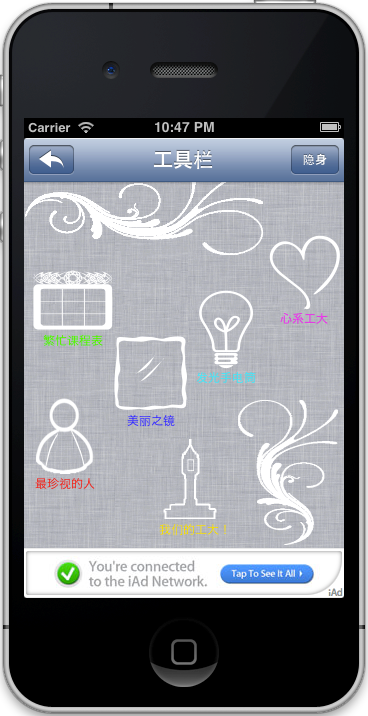 Carrier
10:47 PM
工具栏
隐身
心系工大
美丽之镜
最珍视的人
我们的工大！
You're connected
to the iAd Network.
Tap To See It All
iAd